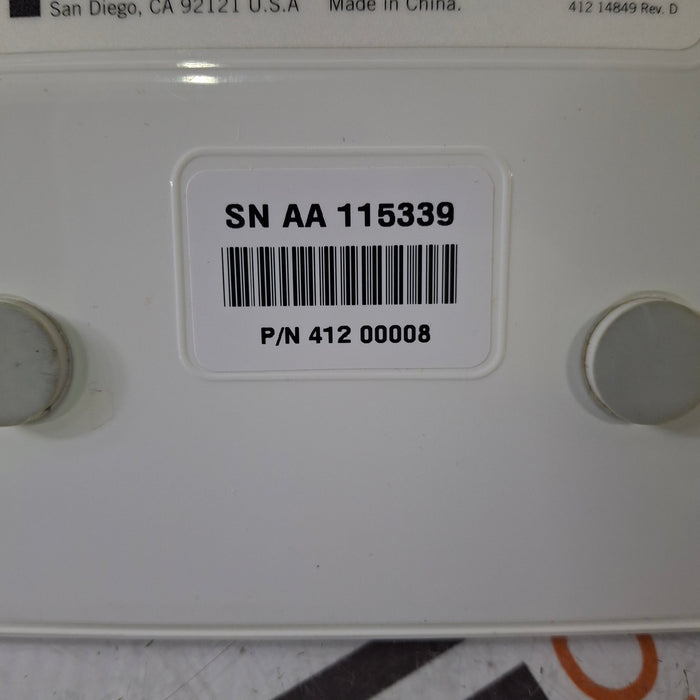 San Diego, CA 92121 U.S.A Made in China.
412 14849 Rev. D
SN AA 115339
P/N 412 00008